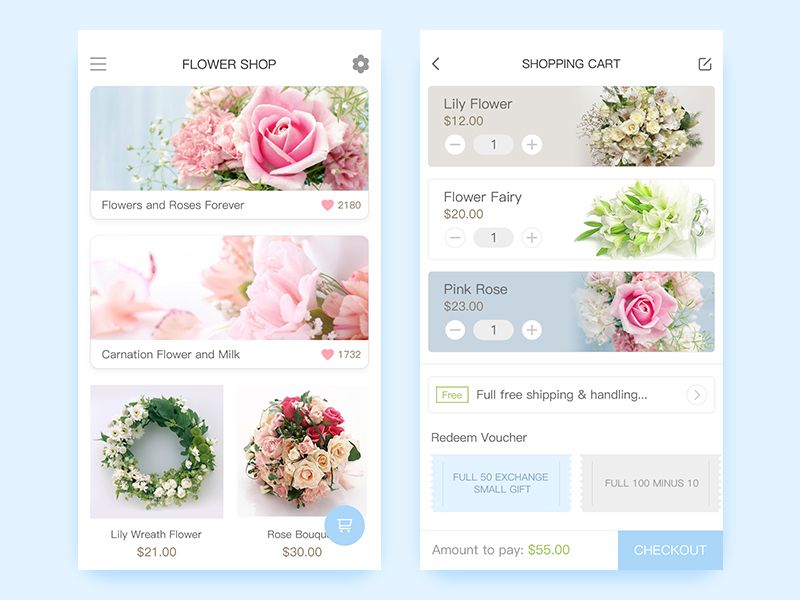 FLOWER SHOP
Flowers and Roses Forever
2180
Carnation Flower and Milk
1732
Lily Wreath Flower
$21.00
Rose Bouqu
$30.00
SHOPPING CART
Lily Flower
$12.00
1
Flower Fairy
$20.00
1
Pink Rose
$23.00
1
Free Full free shipping & handling...
Redeem Voucher
FULL 50 EXCHANGE
SMALL GIFT
FULL 100 MINUS 10
Amount to pay: $55.00
CHECKOUT